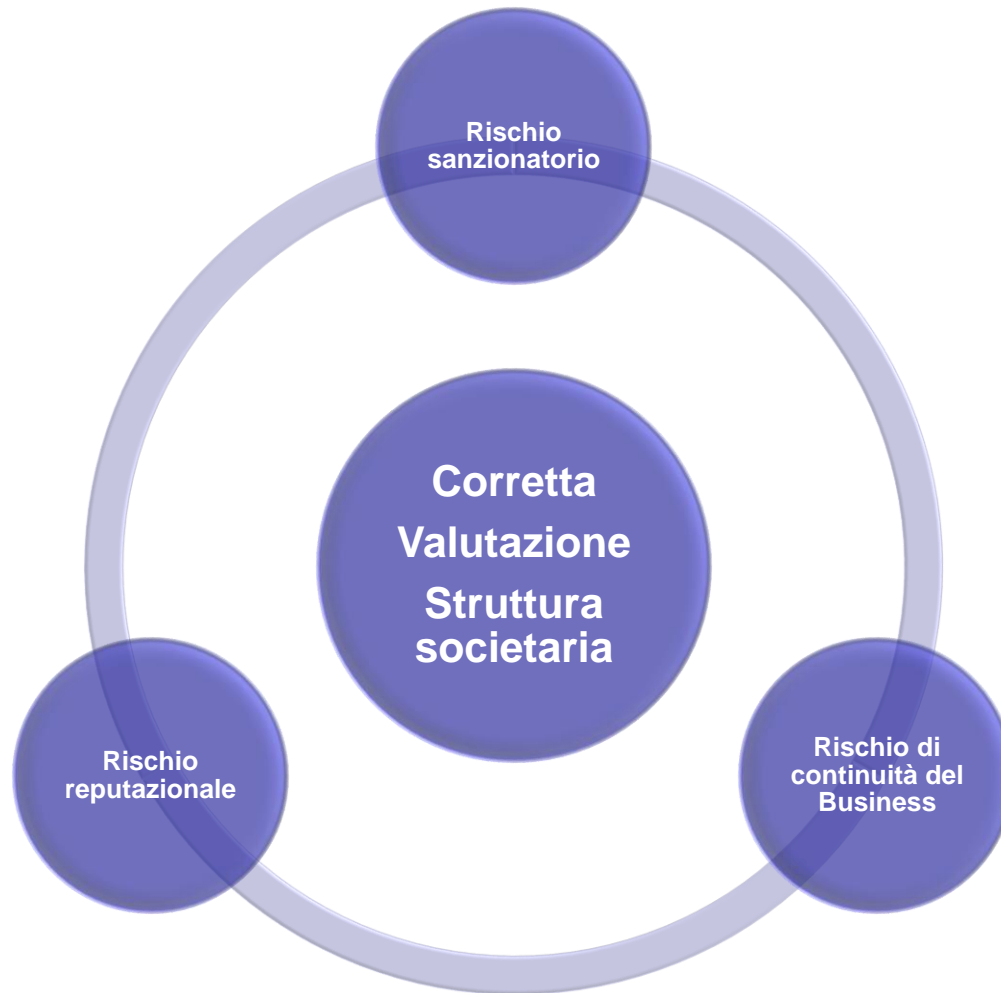 Rischio
sanzionatorio
Corretta
Valutazione
Struttura
societaria
Rischio
reputazionale
Rischio di
continuità del
Business